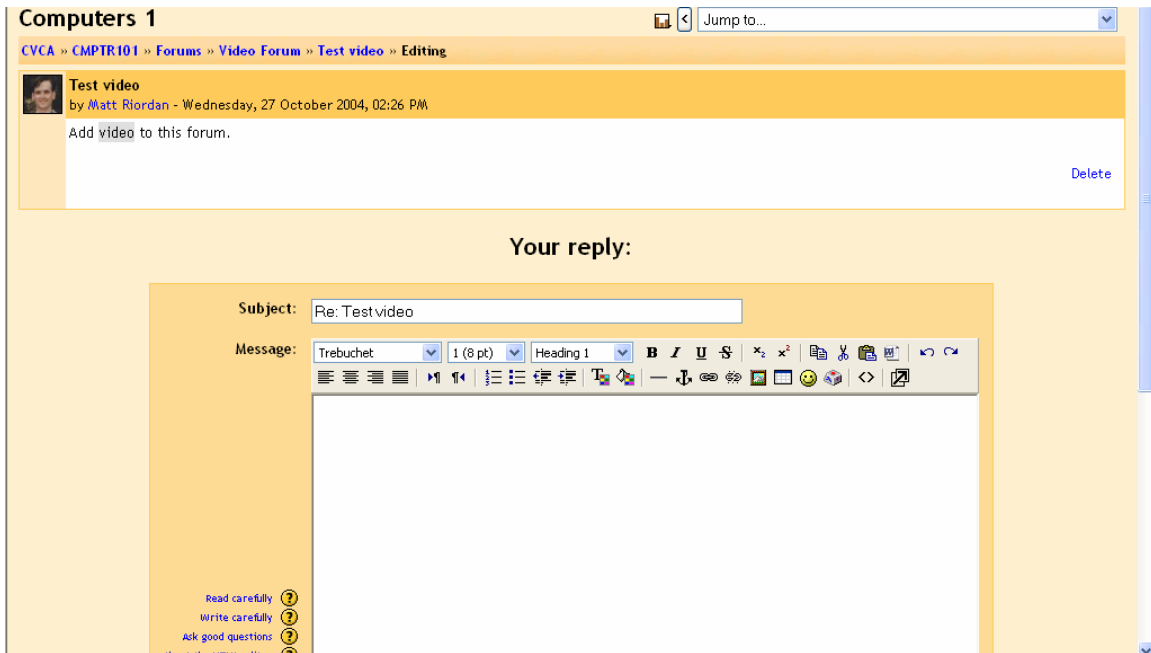 Computers 1
Jump to...
CVCA » CMPTR101 » Forums » Video Forum » Test video » Editing
Test video
by Matt Riordan - Wednesday, 27 October 2004, 02:26 PM
Add video to this forum.
Delete
Your reply:
Subject: Re: Test video
Message: Trebuchet 1 (8 pt) Heading 1 B I U S x₂ x²
Read carefully
Write carefully
Ask good questions